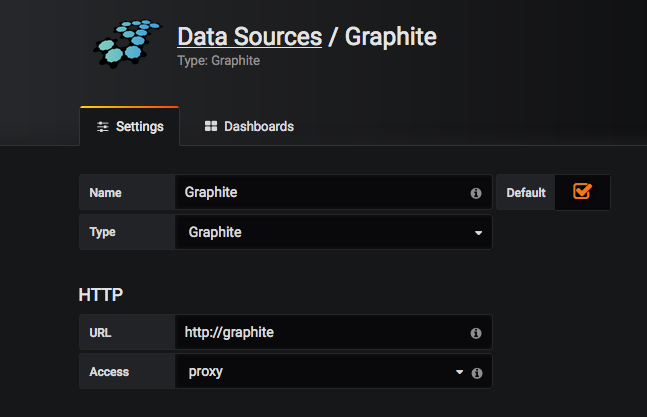 Data Sources / Graphite
Type: Graphite
Settings Dashboards
Name Graphite Default
Type Graphite
HTTP
URL http://graphite
Access proxy